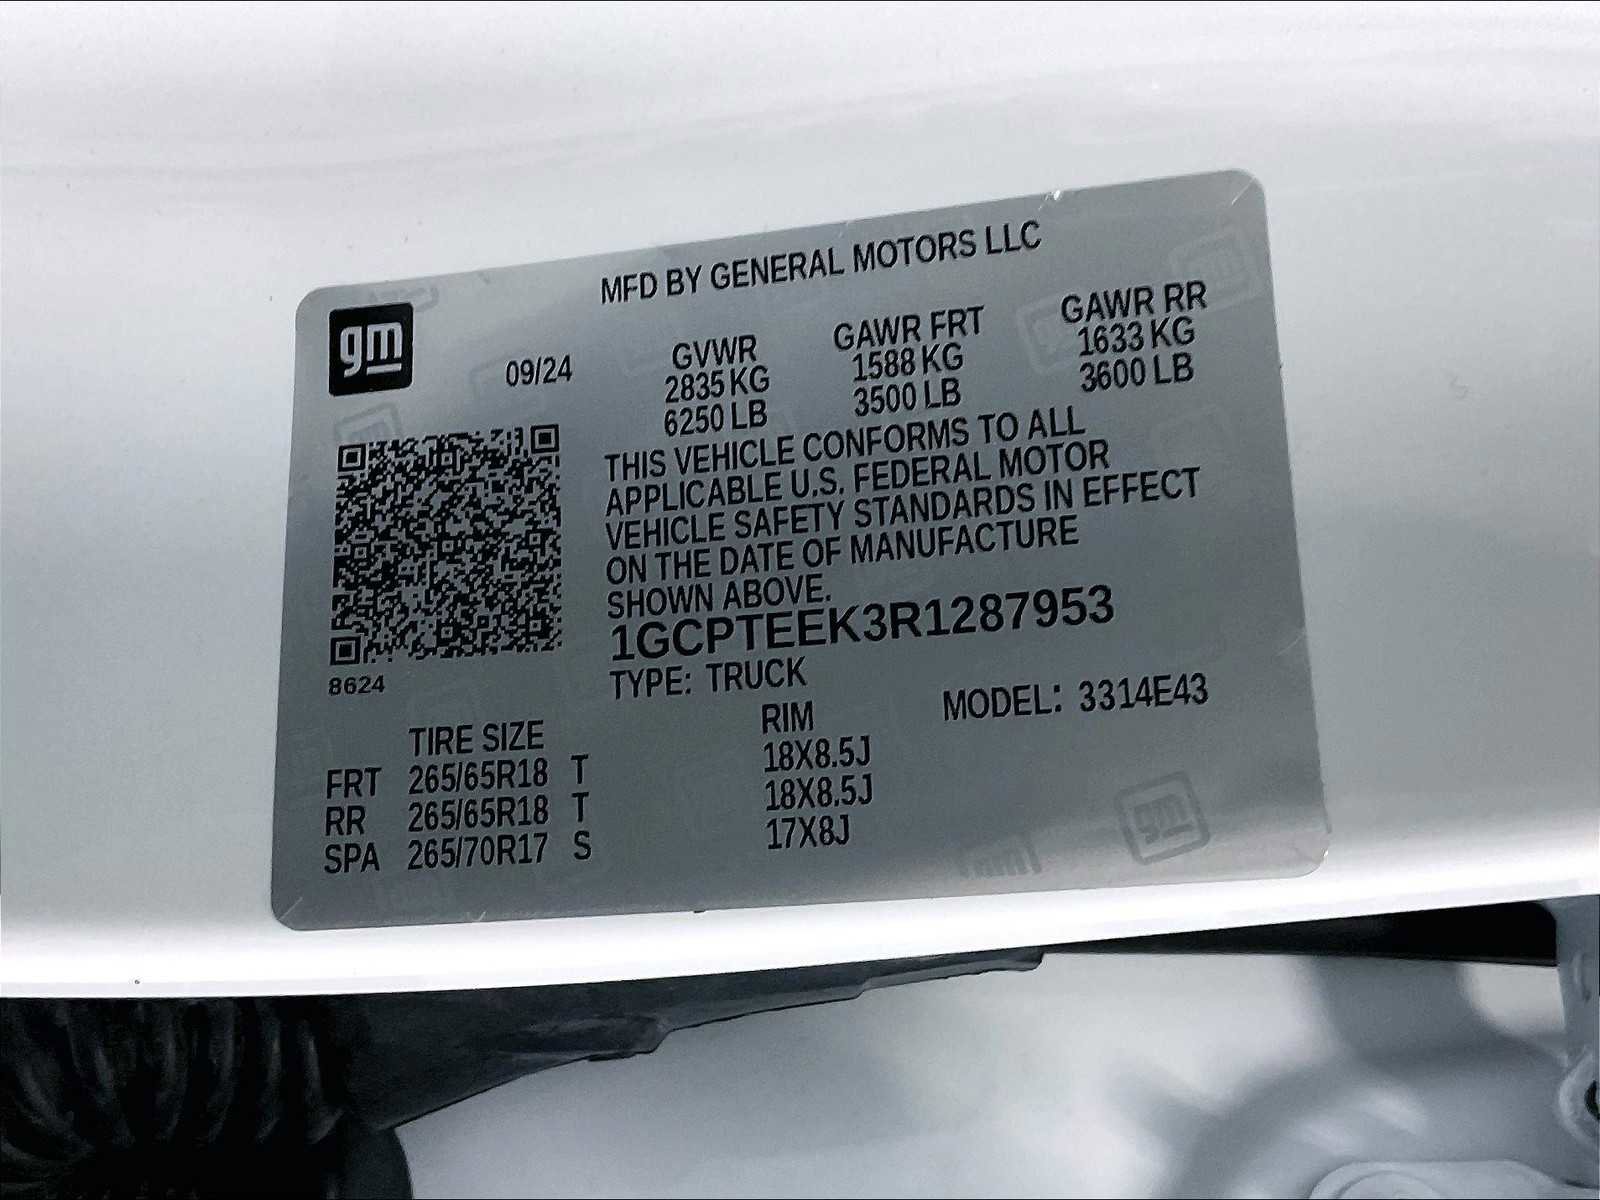 MFD BY GENERAL MOTORS LLC
gm
09/24
GVWR
2835 KG
6250 LB
GAWR FRT
1588 KG
3500 LB
GAWR RR
1633 KG
3600 LB
THIS VEHICLE CONFORMS TO ALL
APPLICABLE U.S. FEDERAL MOTOR
VEHICLE SAFETY STANDARDS IN EFFECT
ON THE DATE OF MANUFACTURE
SHOWN ABOVE.
1GCPTEEK3R1287953
TYPE: TRUCK
MODEL: 3314E43
8624
TIRE SIZE RIM
FRT 265/65R18 T 18X8.5J
RR 265/65R18 T 18X8.5J
SPA 265/70R17 S 17X8J
gm